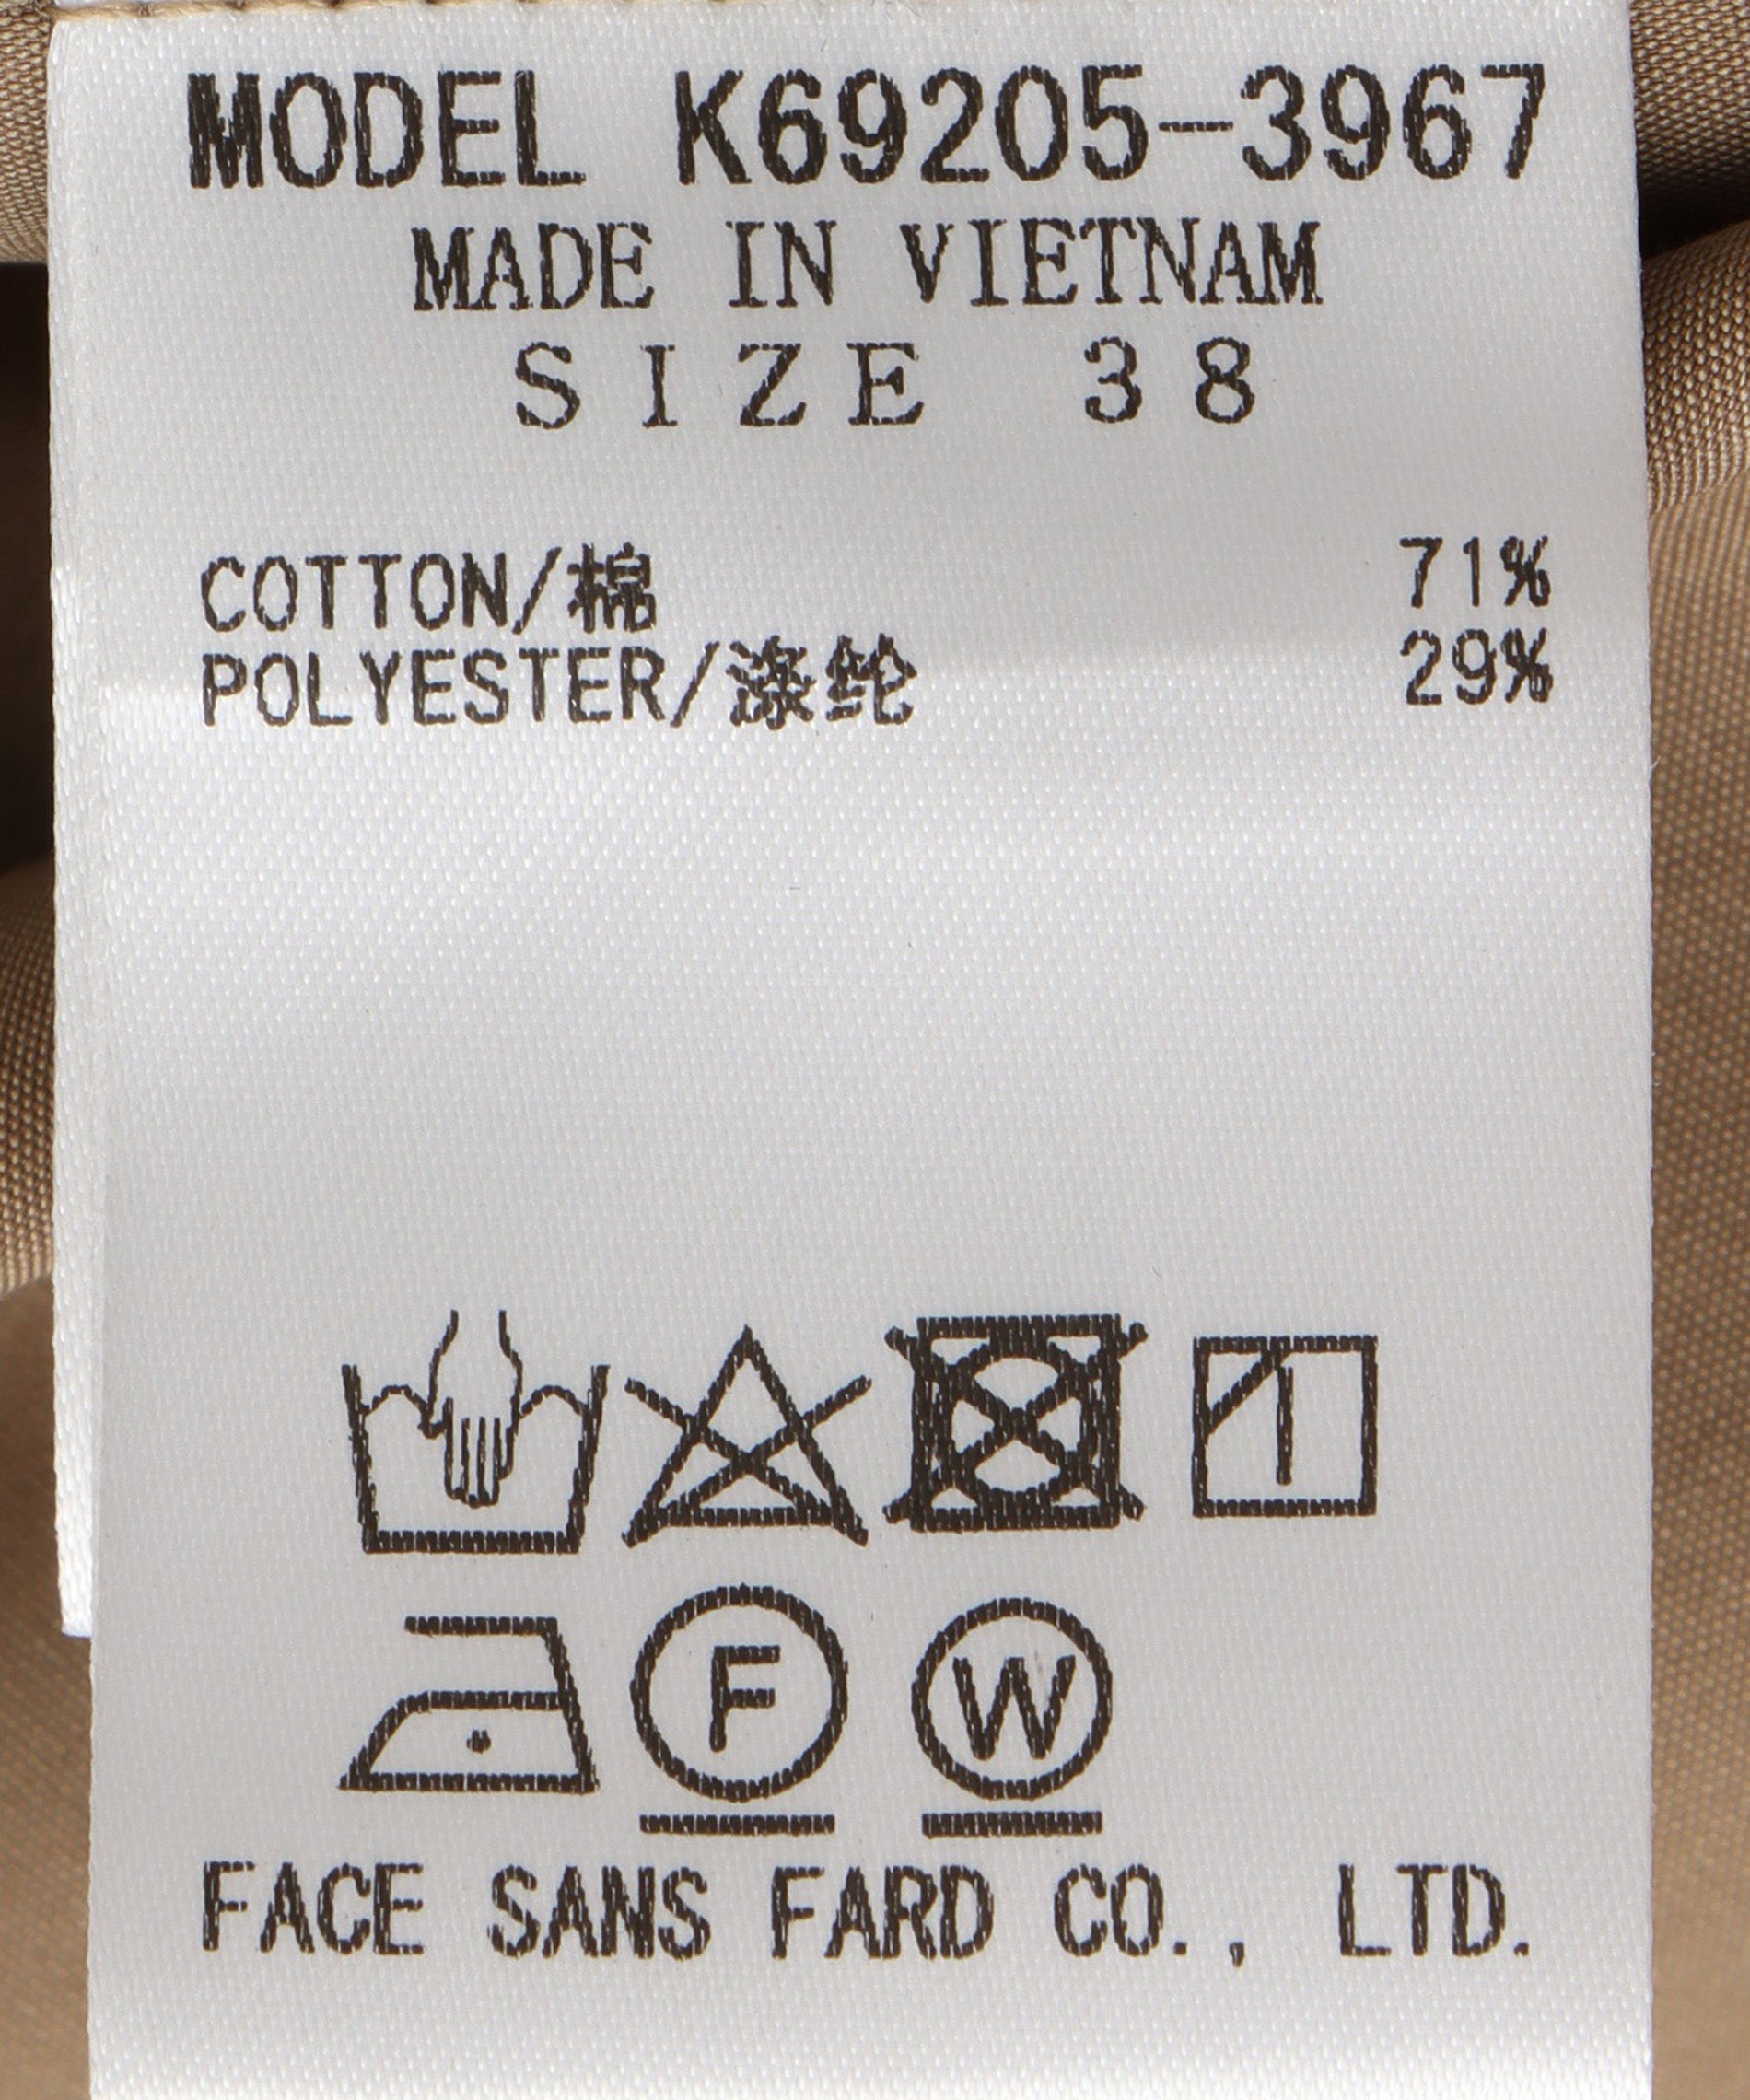 MODEL K69205-3967
MADE IN VIETNAM
SIZE 38
COTTON/棉 71%
POLYESTER/涤纶 29%
F W
FACE SANS FARD CO., LTD.